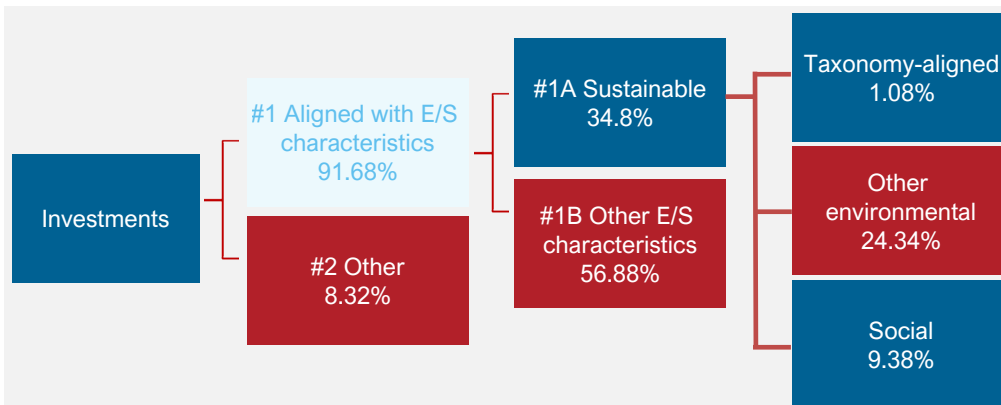 Investments
#1 Aligned with E/S
characteristics
91.68%
#2 Other
8.32%
#1A Sustainable
34.8%
#1B Other E/S
characteristics
56.88%
Taxonomy-aligned
1.08%
Other
environmental
24.34%
Social
9.38%